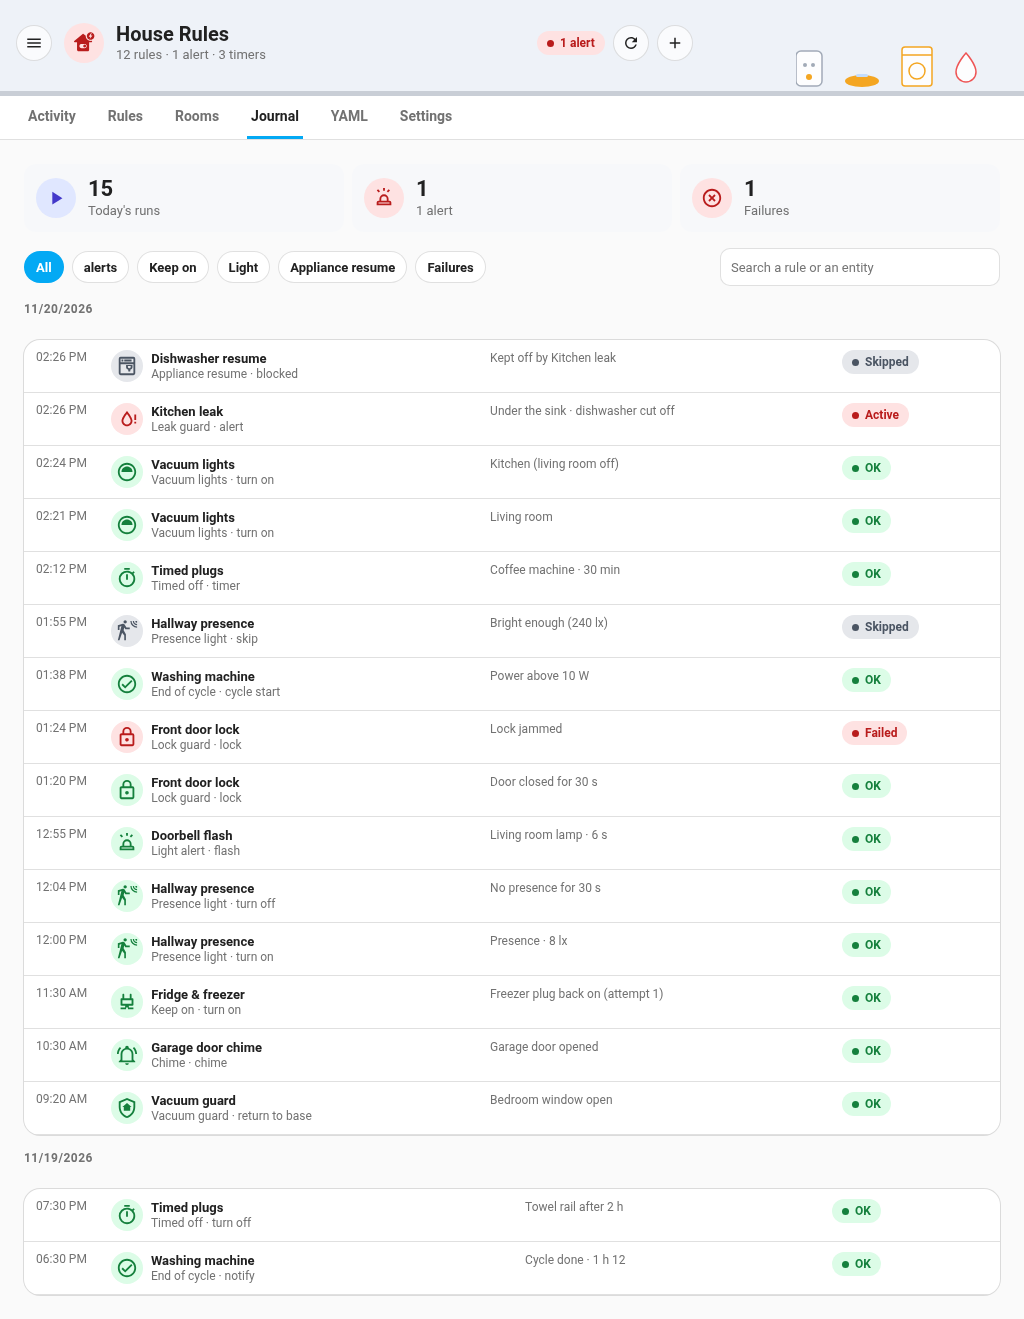 House Rules
12 rules · 1 alert · 3 timers
1 alert
Activity
Rules
Rooms
Journal
YAML
Settings
15
Today's runs
1
1 alert
1
Failures
All
alerts
Keep on
Light
Appliance resume
Failures
Search a rule or an entity
11/20/2026
02:26 PM
Dishwasher resume
Appliance resume · blocked
Kept off by Kitchen leak
Skipped
02:26 PM
Kitchen leak
Leak guard · alert
Under the sink · dishwasher cut off
Active
02:24 PM
Vacuum lights
Vacuum lights · turn on
Kitchen (living room off)
OK
02:21 PM
Vacuum lights
Vacuum lights · turn on
Living room
OK
02:12 PM
Timed plugs
Timed off · timer
Coffee machine · 30 min
OK
01:55 PM
Hallway presence
Presence light · skip
Bright enough (240 lx)
Skipped
01:38 PM
Washing machine
End of cycle · cycle start
Power above 10 W
OK
01:24 PM
Front door lock
Lock guard · lock
Lock jammed
Failed
01:20 PM
Front door lock
Lock guard · lock
Door closed for 30 s
OK
12:55 PM
Doorbell flash
Light alert · flash
Living room lamp · 6 s
OK
12:04 PM
Hallway presence
Presence light · turn off
No presence for 30 s
OK
12:00 PM
Hallway presence
Presence light · turn on
Presence · 8 lx
OK
11:30 AM
Fridge & freezer
Keep on · turn on
Freezer plug back on (attempt 1)
OK
10:30 AM
Garage door chime
Chime · chime
Garage door opened
OK
09:20 AM
Vacuum guard
Vacuum guard · return to base
Bedroom window open
OK
11/19/2026
07:30 PM
Timed plugs
Timed off · turn off
Towel rail after 2 h
OK
06:30 PM
Washing machine
End of cycle · notify
Cycle done · 1 h 12
OK